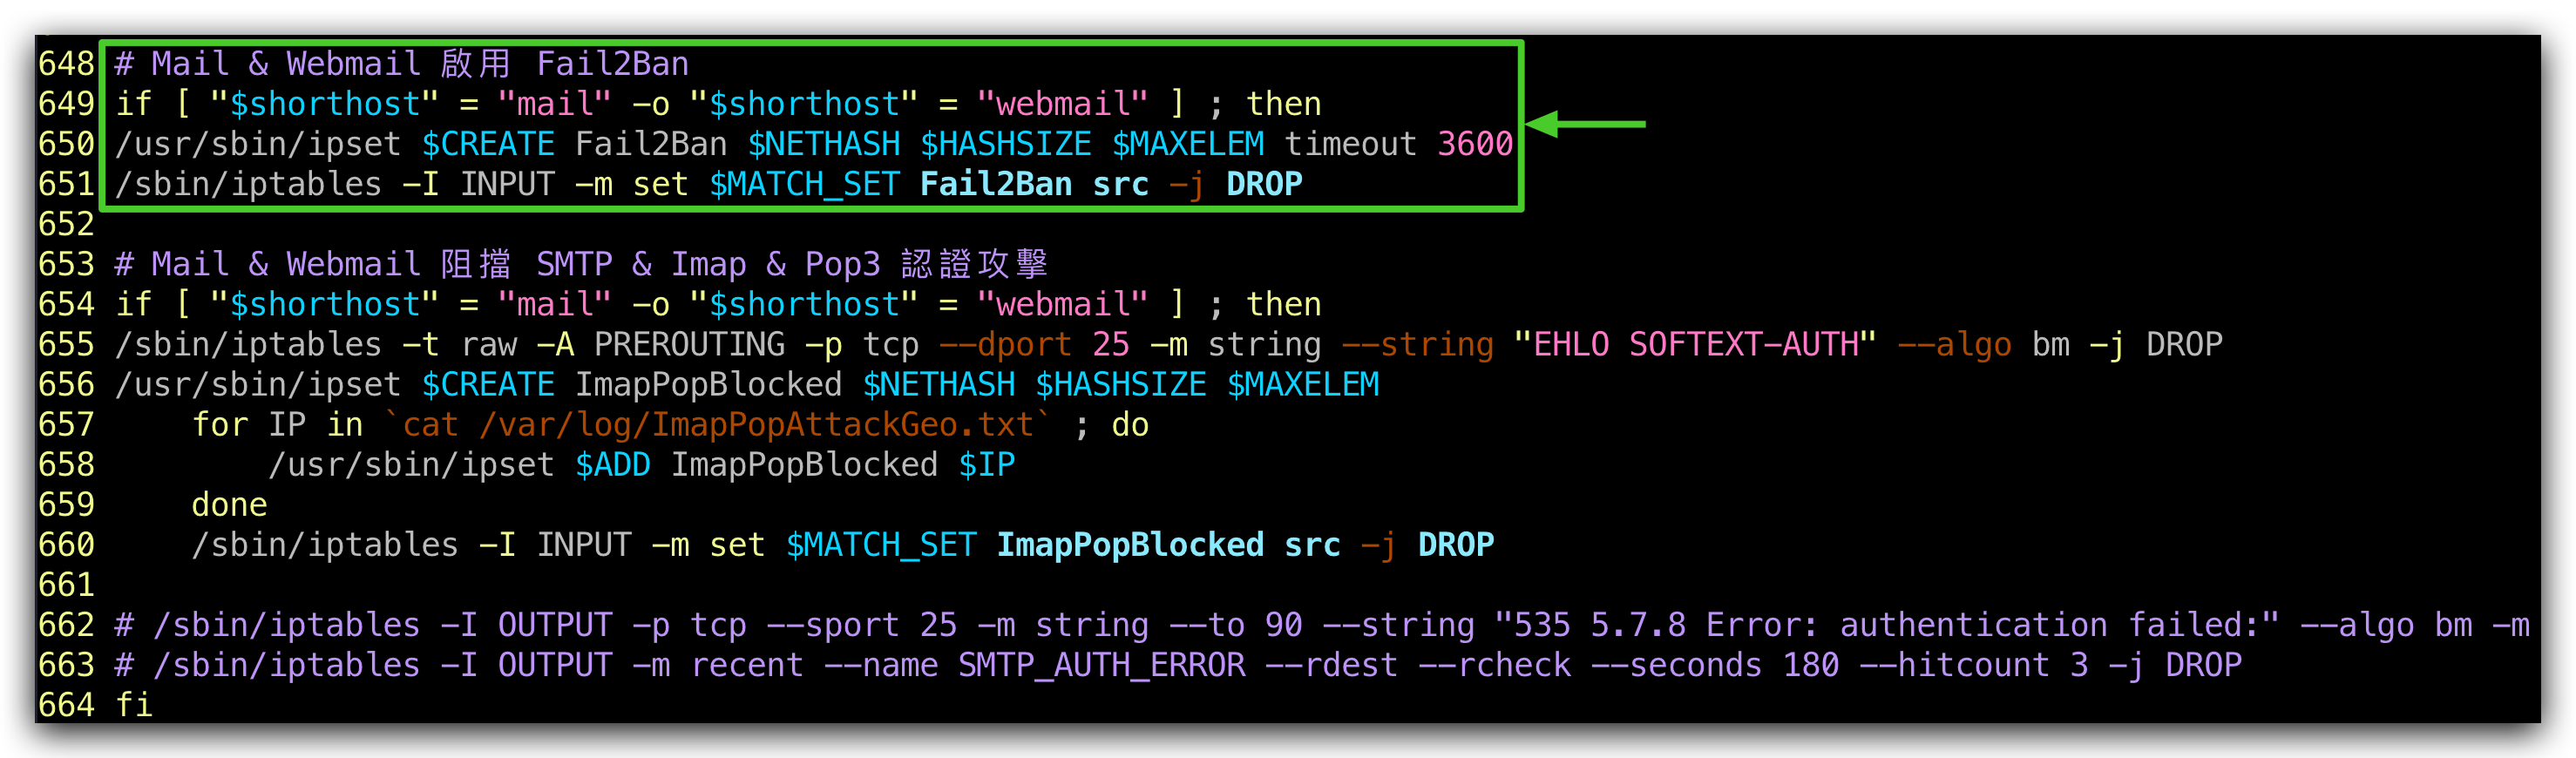 648 # Mail & Webmail 啟用 Fail2Ban
649 if [ "$shorthost" = "mail" -o "$shorthost" = "webmail" ] ; then
650 /usr/sbin/ipset $CREATE Fail2Ban $NETHASH $HASHSIZE $MAXELEM timeout 3600
651 /sbin/iptables -I INPUT -m set $MATCH_SET Fail2Ban src -j DROP
652
653 # Mail & Webmail 阻擋 SMTP & Imap & Pop3 認證攻擊
654 if [ "$shorthost" = "mail" -o "$shorthost" = "webmail" ] ; then
655 /sbin/iptables -t raw -A PREROUTING -p tcp --dport 25 -m string --string "EHLO SOFTEXT-AUTH" --algo bm -j DROP
656 /usr/sbin/ipset $CREATE ImapPopBlocked $NETHASH $HASHSIZE $MAXELEM
657     for IP in `cat /var/log/ImapPopAttackGeo.txt` ; do
658         /usr/sbin/ipset $ADD ImapPopBlocked $IP
659     done
660     /sbin/iptables -I INPUT -m set $MATCH_SET ImapPopBlocked src -j DROP
661
662 # /sbin/iptables -I OUTPUT -p tcp --sport 25 -m string --to 90 --string "535 5.7.8 Error: authentication failed:" --algo bm -m
663 # /sbin/iptables -I OUTPUT -m recent --name SMTP_AUTH_ERROR --rdest --rcheck --seconds 180 --hitcount 3 -j DROP
664 fi